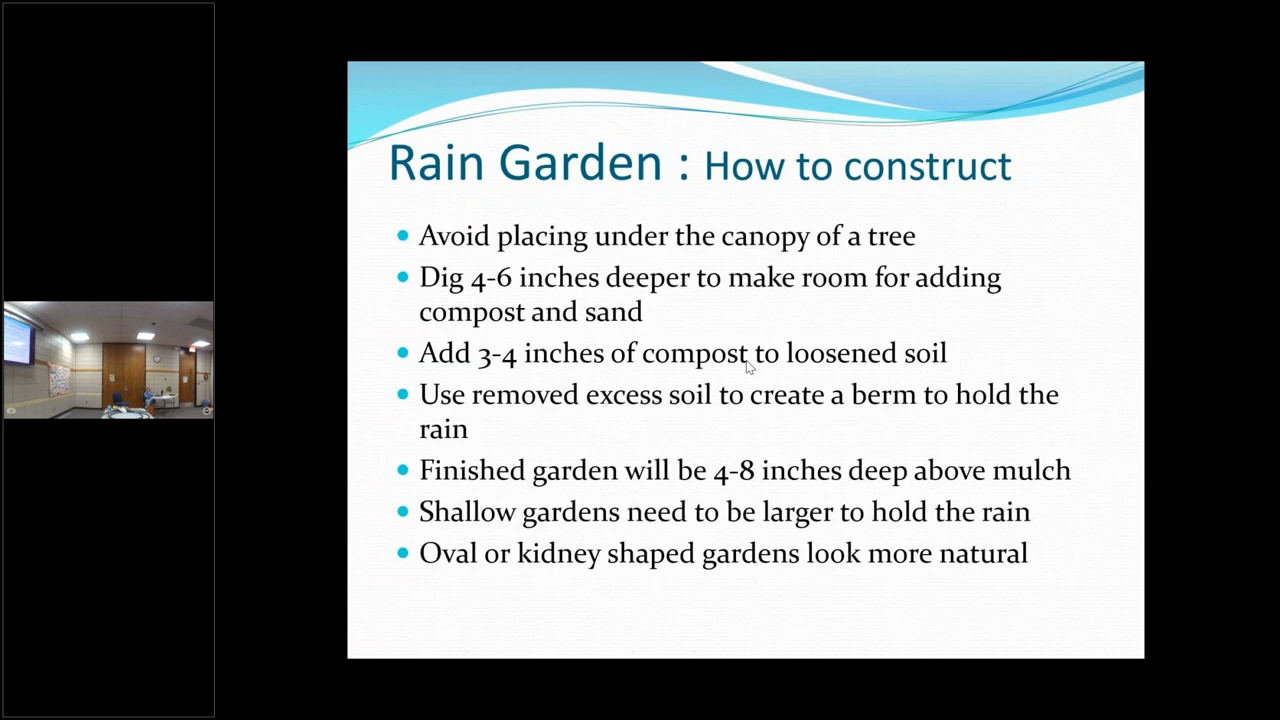 Rain Garden : How to construct
Avoid placing under the canopy of a tree
Dig 4-6 inches deeper to make room for adding
compost and sand
Add 3-4 inches of compost to loosened soil
Use removed excess soil to create a berm to hold the
rain
Finished garden will be 4-8 inches deep above mulch
Shallow gardens need to be larger to hold the rain
Oval or kidney shaped gardens look more natural